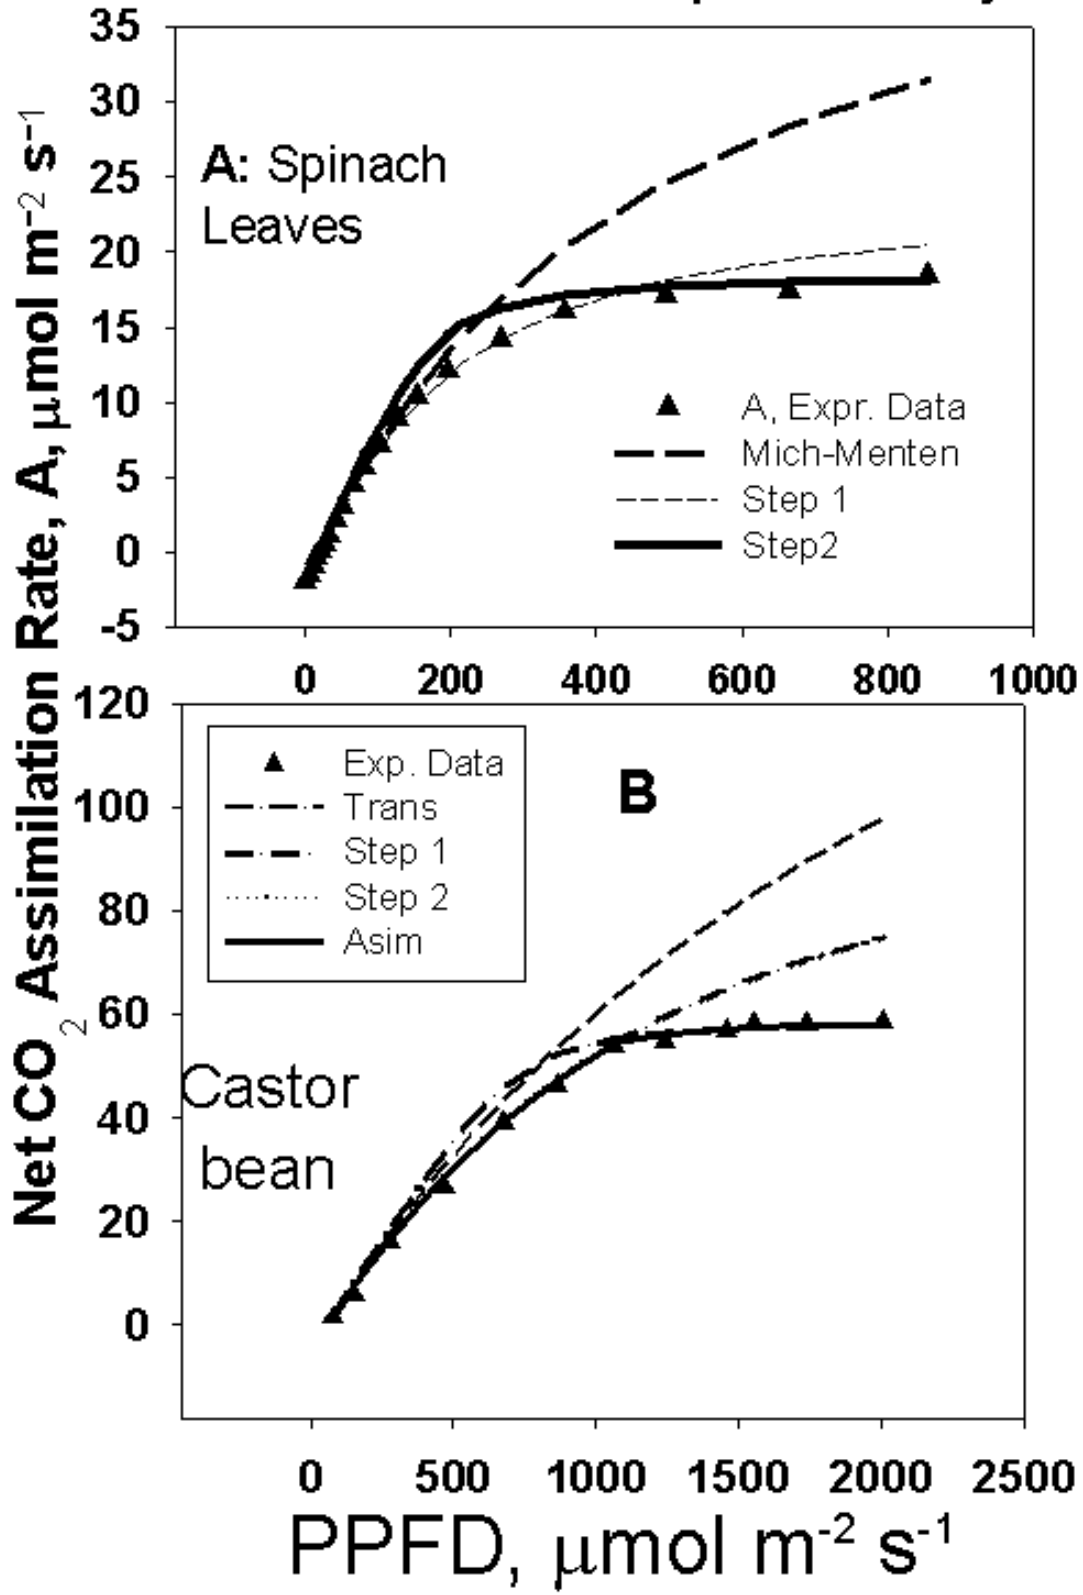 35
30
25
20
15
10
5
0
-5
A: Spinach
Leaves
A, Expr. Data
Mich-Menten
Step 1
Step2
0 200 400 600 800 1000
Net CO2 Assimilation Rate, A, μmol m−2 s−1
120
100
80
60
40
20
0
Exp. Data
Trans
Step 1
Step 2
Asim
B
Castor
bean
0 500 1000 1500 2000 2500
PPFD, μmol m-2 s-1